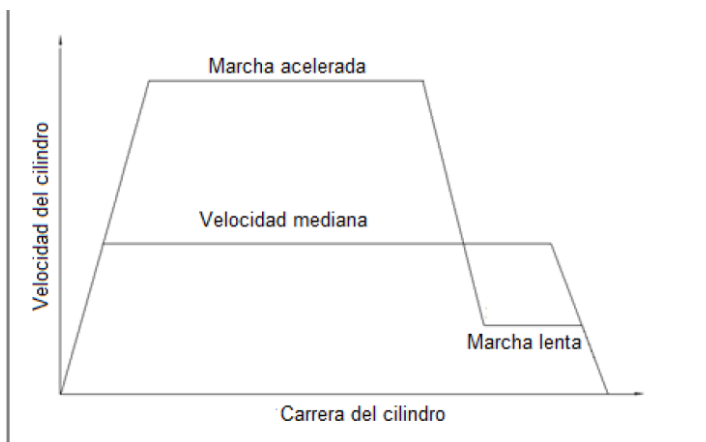 Marcha acelerada
Velocidad del cilindro
Velocidad mediana
Marcha lenta
Carrera del cilindro